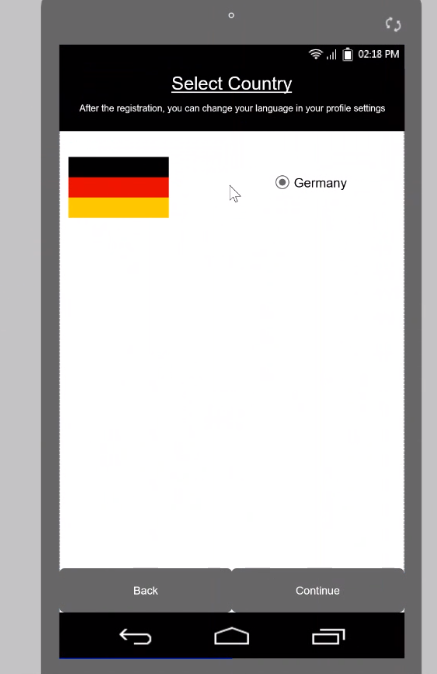 02:18 PM
Select Country
After the registration, you can change your language in your profile settings
Germany
Back
Continue